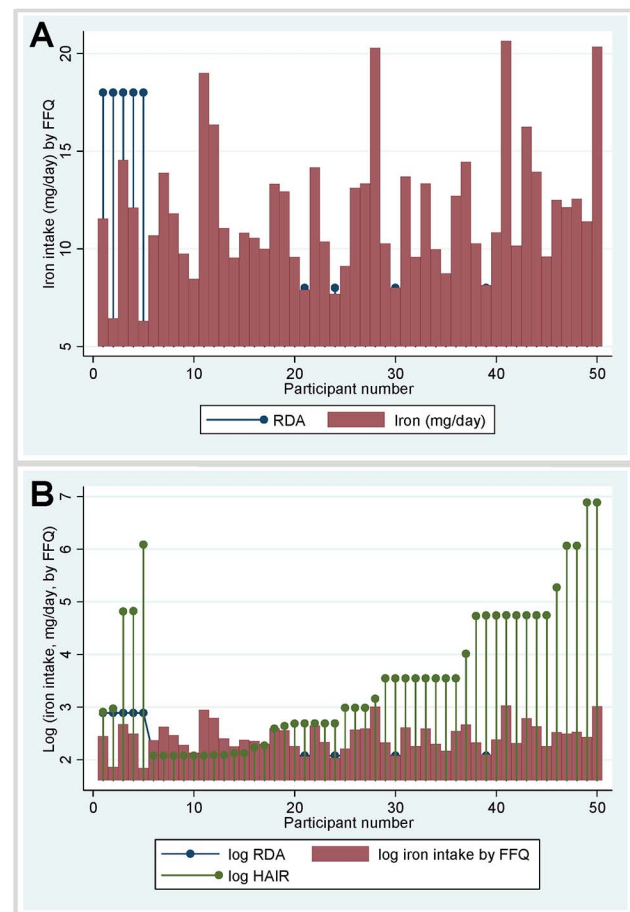 A
Iron intake (mg/day) by FFQ
20
15
10
5
0 10 20 30 40 50
Participant number
RDA Iron (mg/day)
B
Log (iron intake, mg/day, by FFQ)
7
6
5
4
3
2
0 10 20 30 40 50
Participant number
log RDA log iron intake by FFQ
log HAIR